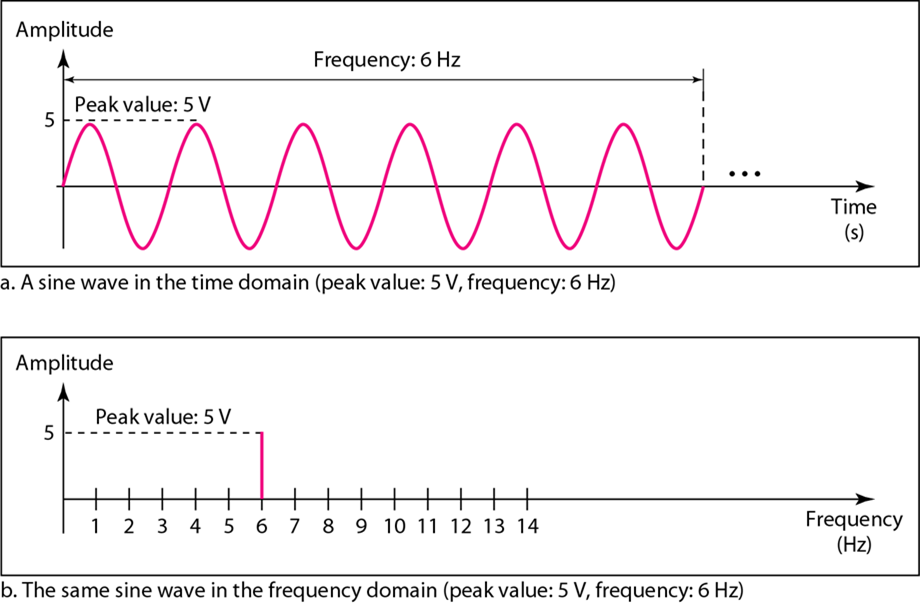 Amplitude
Frequency: 6 Hz
Peak value: 5 V
5
Time
(s)
a. A sine wave in the time domain (peak value: 5 V, frequency: 6 Hz)
Amplitude
Peak value: 5 V
5
1 2 3 4 5 6 7 8 9 10 11 12 13 14
Frequency
(Hz)
b. The same sine wave in the frequency domain (peak value: 5 V, frequency: 6 Hz)